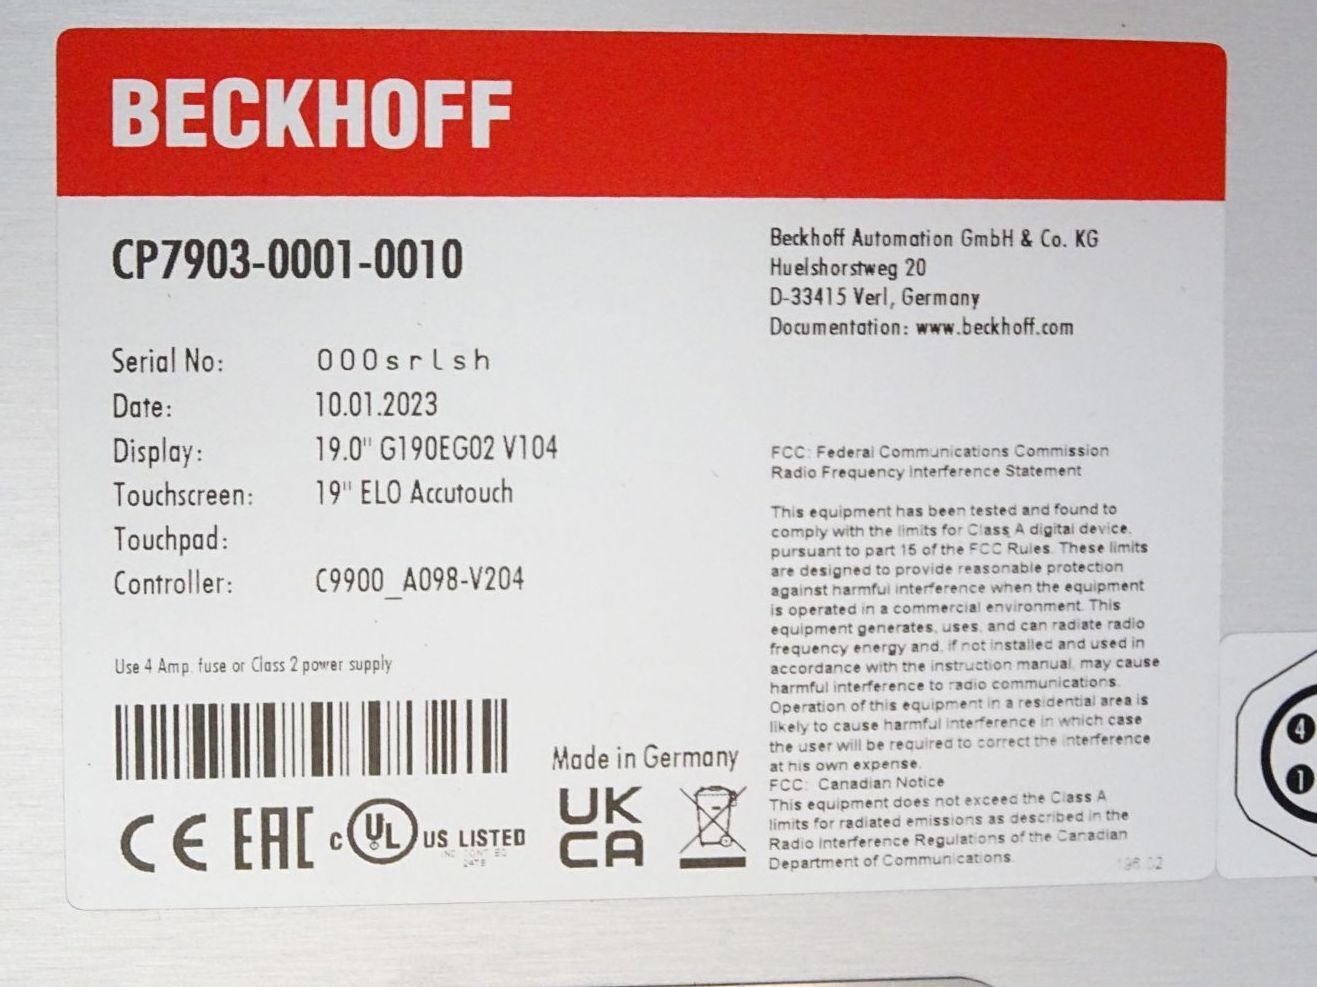 BECKHOFF
CP7903-0001-0010
Serial No: 000srlsh
Date: 10.01.2023
Display: 19.0" G190EG02 V104
Touchscreen: 19" ELO Accutouch
Touchpad:
Controller: C9900_A098-V204
Use 4 Amp. fuse or Class 2 power supply
Made in Germany
CE EAC c UL US LISTED
IND. CONT. EQ.
24TB
UK
CA
Beckhoff Automation GmbH & Co. KG
Huelshorstweg 20
D-33415 Verl, Germany
Documentation: www.beckhoff.com
FCC: Federal Communications Commission
Radio Frequency Interference Statement
This equipment has been tested and found to
comply with the limits for Class A digital device,
pursuant to part 15 of the FCC Rules. These limits
are designed to provide reasonable protection
against harmful interference when the equipment
is operated in a commercial environment. This
equipment generates, uses, and can radiate radio
frequency energy and, if not installed and used in
accordance with the instruction manual, may cause
harmful interference to radio communications.
Operation of this equipment in a residential area is
likely to cause harmful interference in which case
the user will be required to correct the interference
at his own expense.
FCC: Canadian Notice
This equipment does not exceed the Class A
limits for radiated emissions as described in the
Radio Interference Regulations of the Canadian
Department of Communications.
4
1